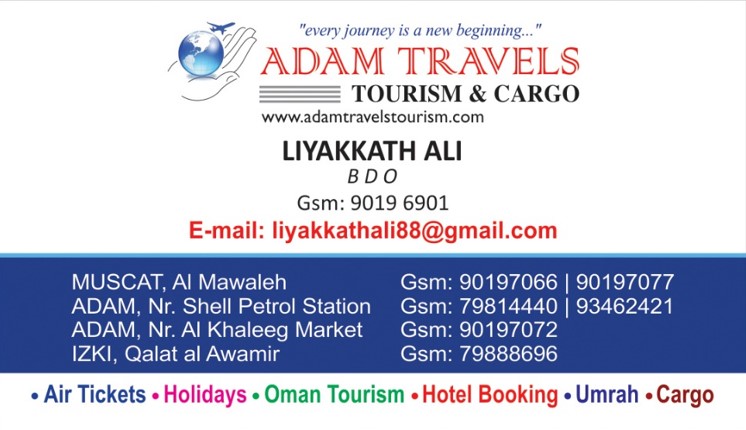 "every journey is a new beginning..."
ADAM TRAVELS
TOURISM & CARGO
www.adamtravelstourism.com
LIYAKKATH ALI
BDO
Gsm: 9019 6901
E-mail: liyakkathali88@gmail.com
MUSCAT, Al Mawaleh Gsm: 90197066 | 90197077
ADAM, Nr. Shell Petrol Station Gsm: 79814440 | 93462421
ADAM, Nr. Al Khaleeg Market Gsm: 90197072
IZKI, Qalat al Awamir Gsm: 79888696
• Air Tickets • Holidays • Oman Tourism • Hotel Booking • Umrah • Cargo